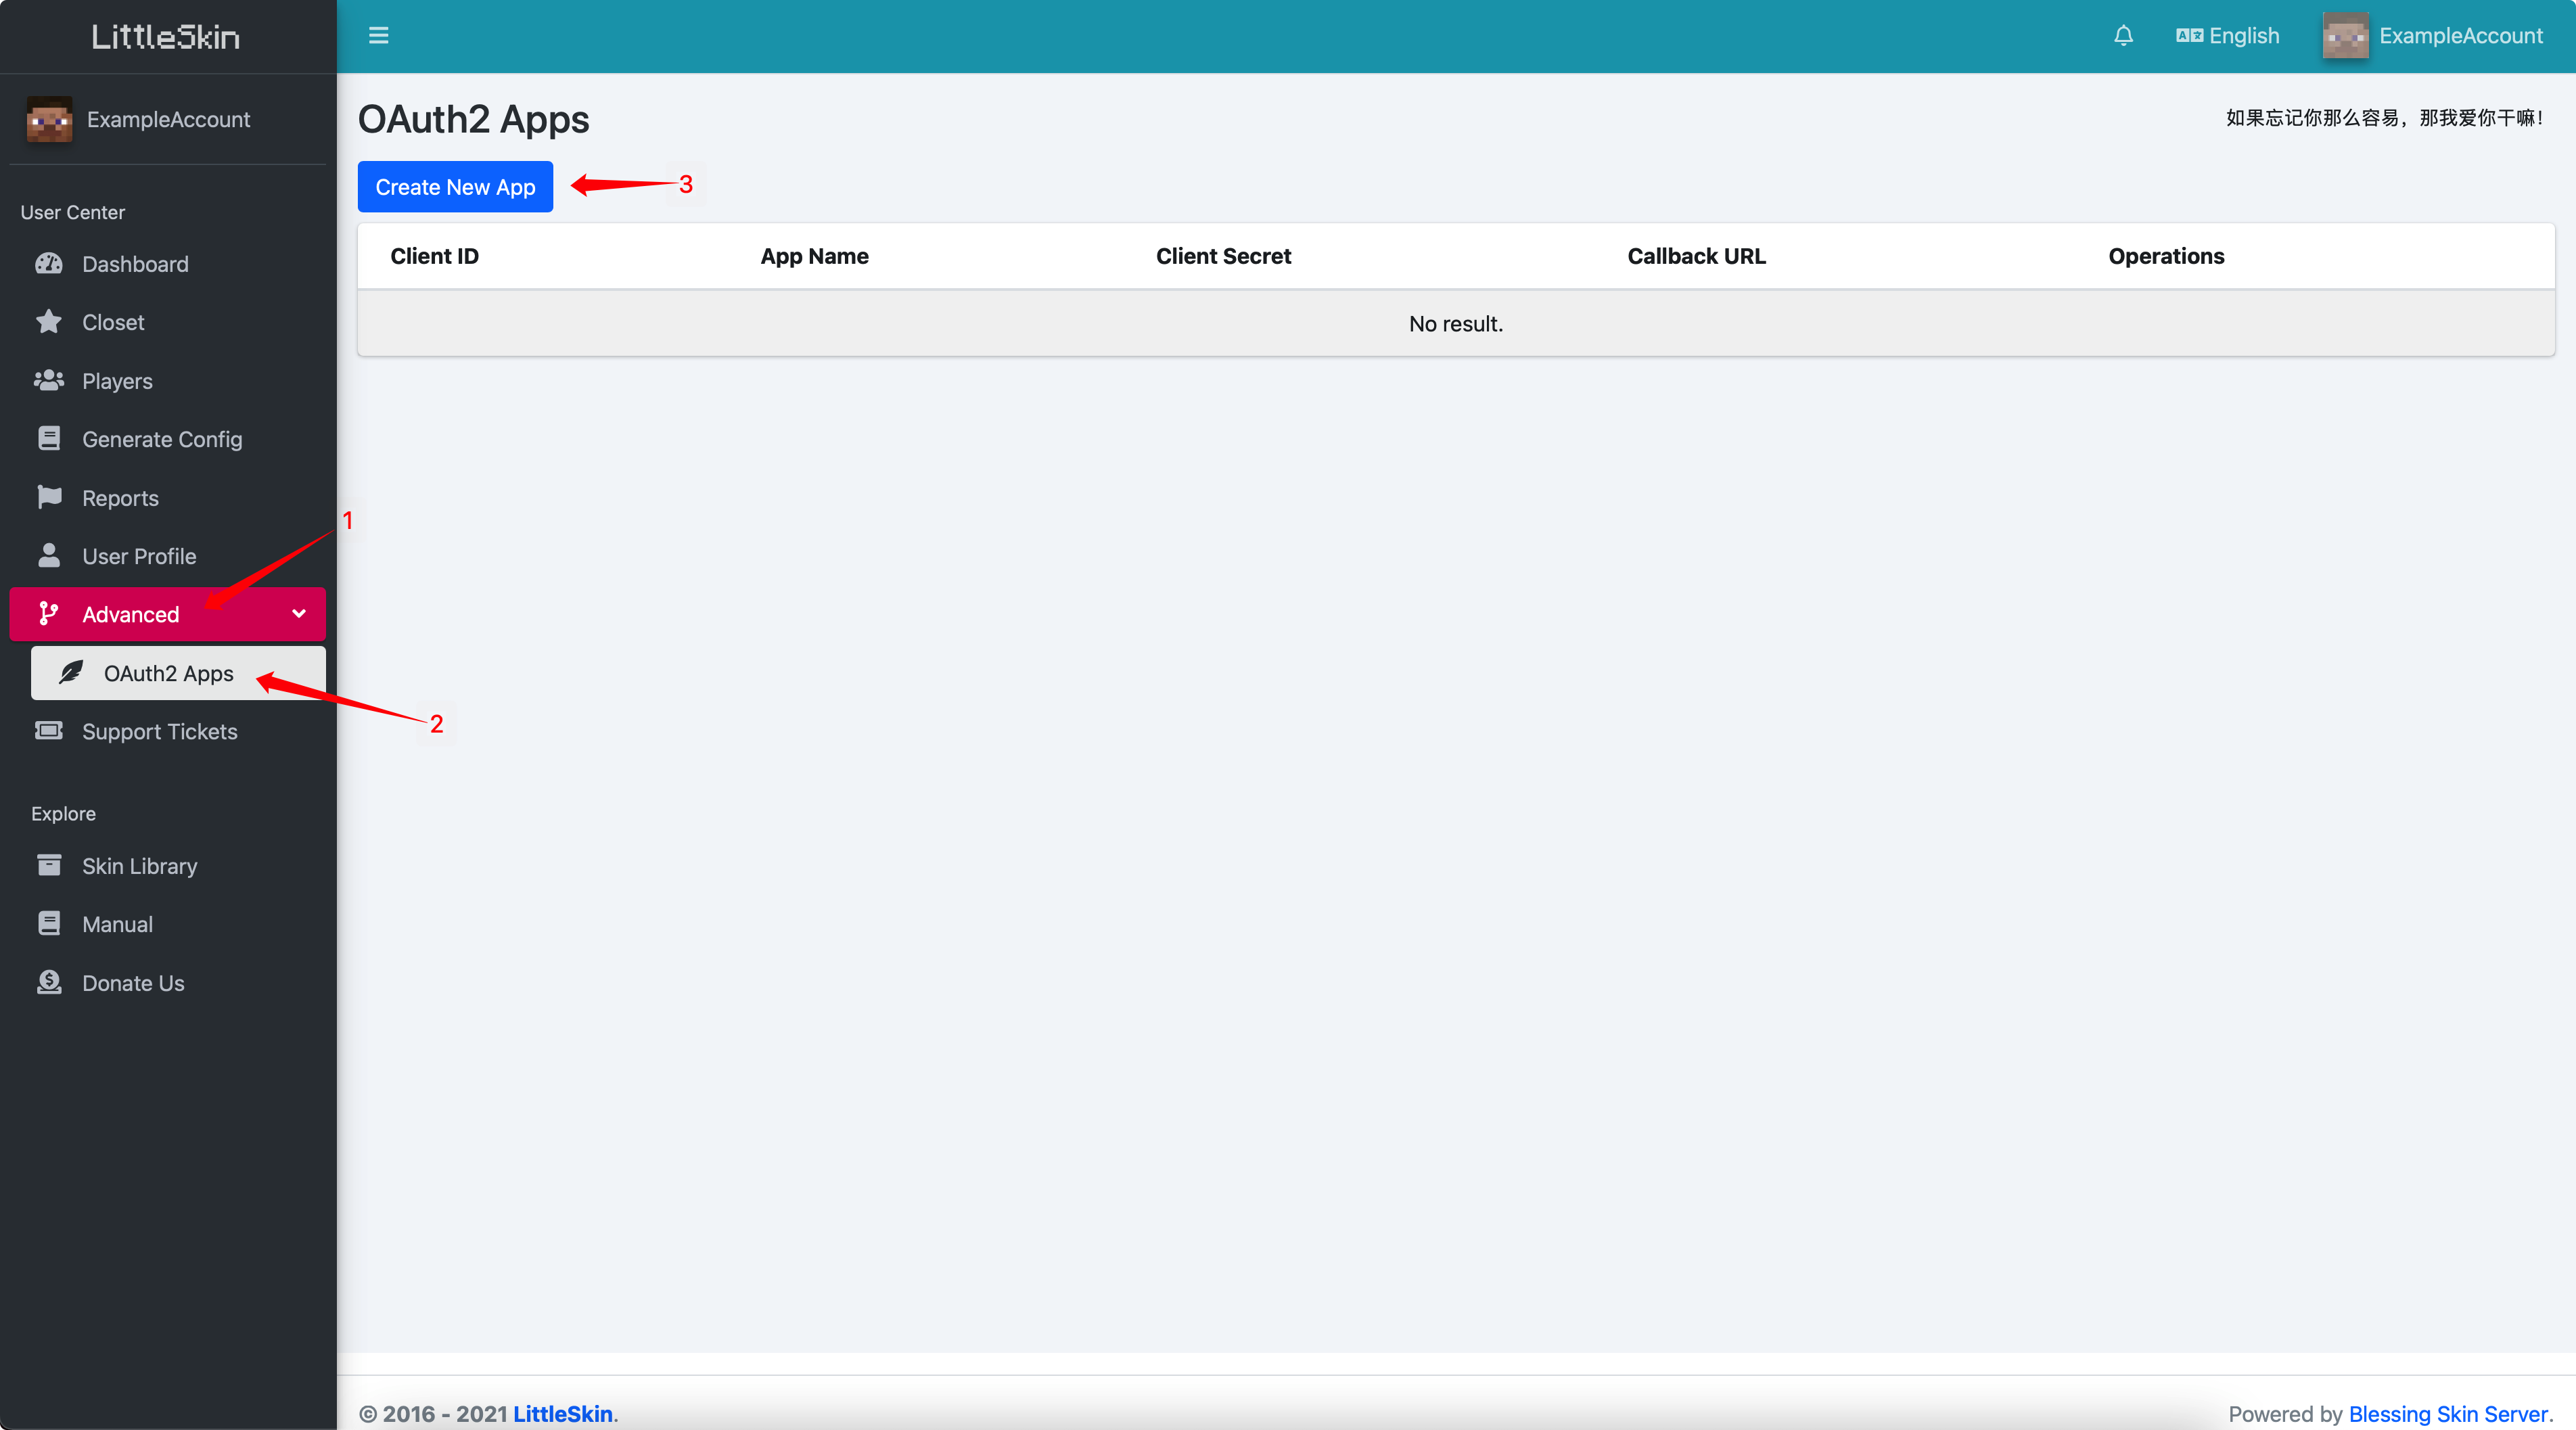 LittleSkin
English
ExampleAccount
ExampleAccount
User Center
Dashboard
Closet
Players
Generate Config
Reports
1
User Profile
Advanced
OAuth2 Apps
2
Support Tickets
Explore
Skin Library
Manual
Donate Us
OAuth2 Apps
如果忘记你那么容易，那我爱你干嘛！
Create New App
3
Client ID App Name Client Secret Callback URL Operations
No result.
© 2016 - 2021 LittleSkin.
Powered by Blessing Skin Server.